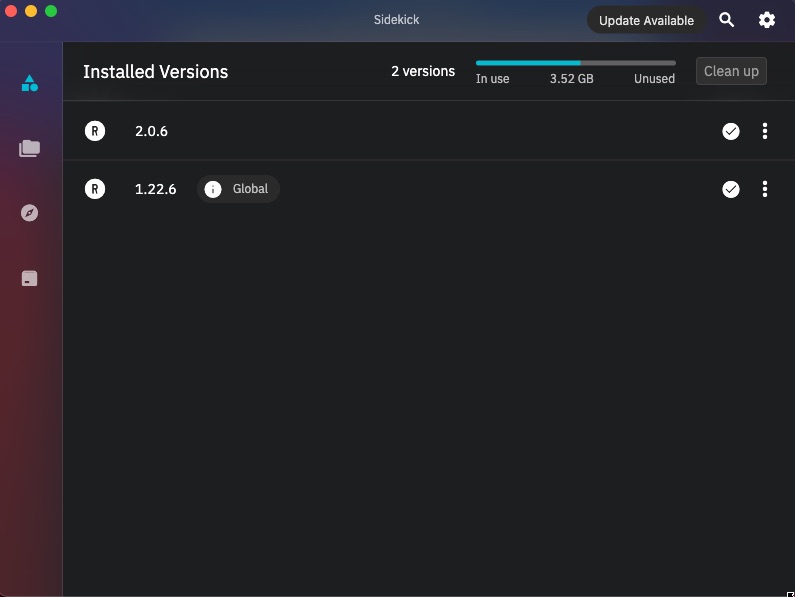 Sidekick
Update Available
Installed Versions
2 versions
In use 3.52 GB Unused
Clean up
R 2.0.6
R 1.22.6 Global